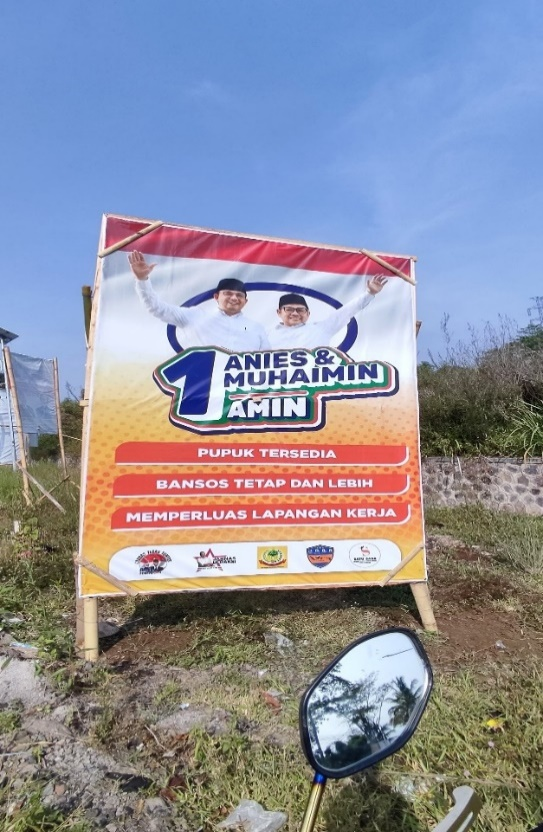 1
ANIES &
MUHAIMIN
AMIN
PUPUK TERSEDIA
BANSOS TETAP DAN LEBIH
MEMPERLUAS LAPANGAN KERJA